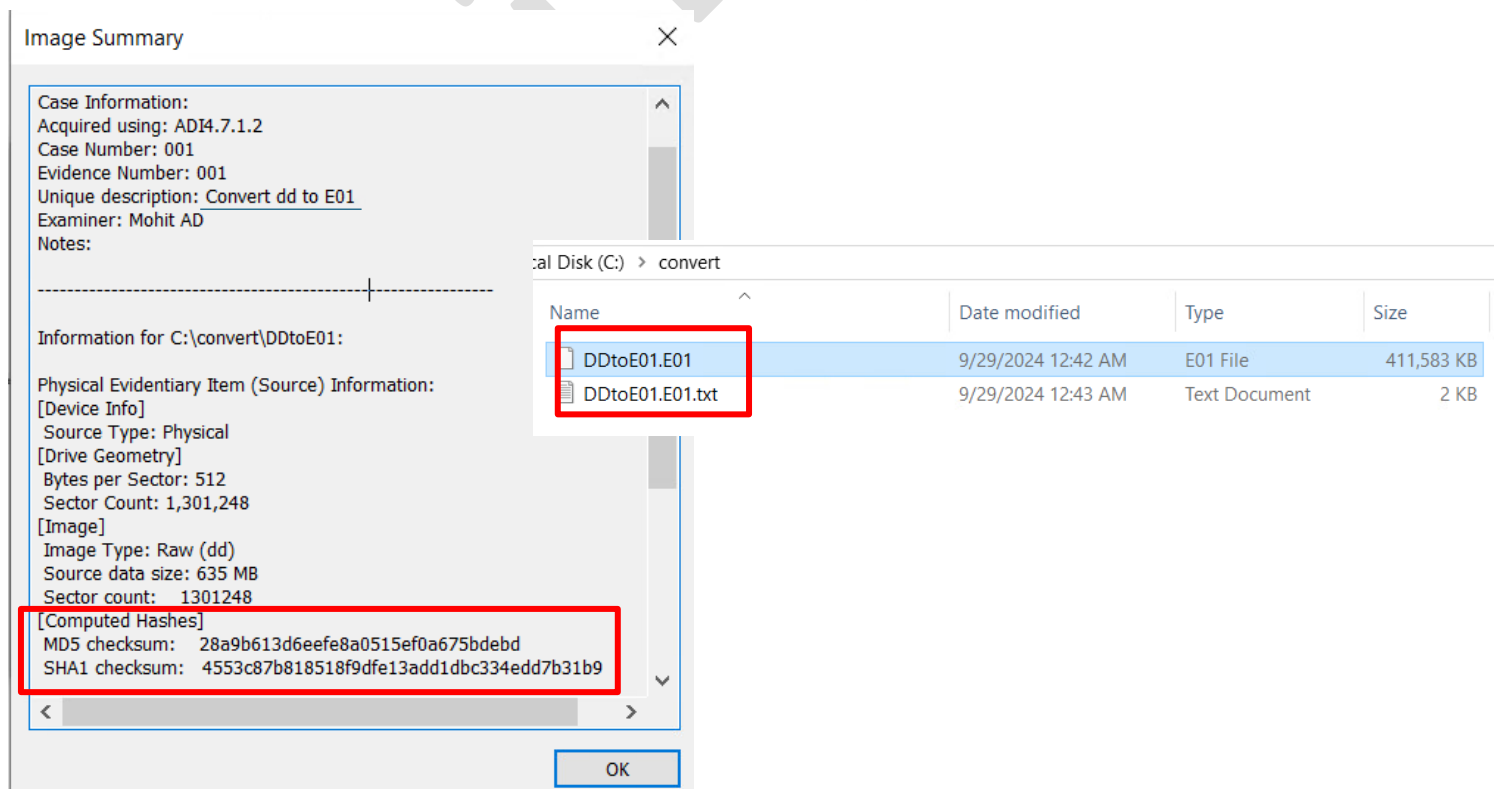 Image Summary
Case Information:
Acquired using: ADI4.7.1.2
Case Number: 001
Evidence Number: 001
Unique description: Convert dd to E01
Examiner: Mohit AD
Notes:
--------------------------------------------------------------
Information for C:\convert\DDtoE01:
Physical Evidentiary Item (Source) Information:
[Device Info]
Source Type: Physical
[Drive Geometry]
Bytes per Sector: 512
Sector Count: 1,301,248
[Image]
Image Type: Raw (dd)
Source data size: 635 MB
Sector count: 1301248
[Computed Hashes]
MD5 checksum: 28a9b613d6eefe8a0515ef0a675bdebd
SHA1 checksum: 4553c87b818518f9dfe13add1dbc334edd7b31b9
OK
cal Disk (C:) > convert
Name Date modified Type Size
DDtoE01.E01 9/29/2024 12:42 AM E01 File 411,583 KB
DDtoE01.E01.txt 9/29/2024 12:43 AM Text Document 2 KB